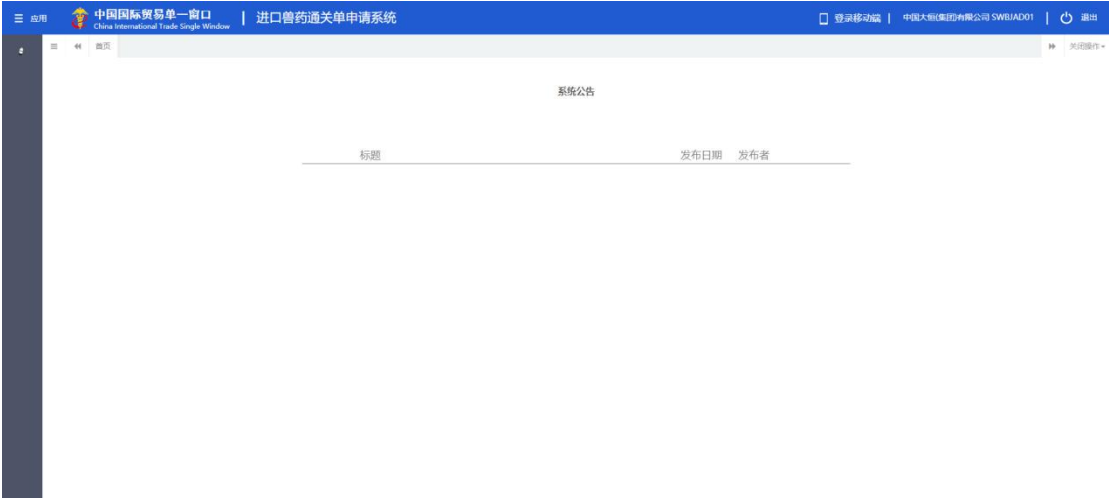 应用
中国国际贸易单一窗口
China International Trade Single Window
进口兽药通关单申请系统
登录移动端
中国大恒(集团)有限公司 SWBJAD01
退出
首页
关闭操作
系统公告
标题 发布日期 发布者